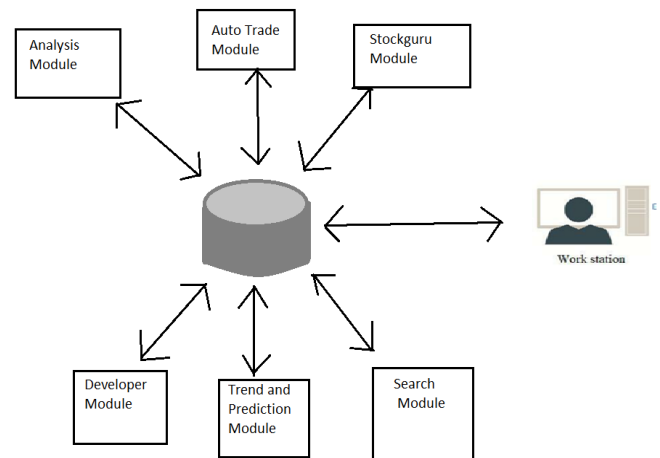 Analysis
Module
Auto Trade
Module
Stockguru
Module
Work station
Developer
Module
Trend and
Prediction
Module
Search
Module